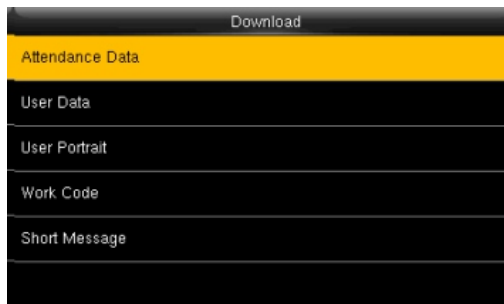 Download
Attendance Data
User Data
User Portrait
Work Code
Short Message